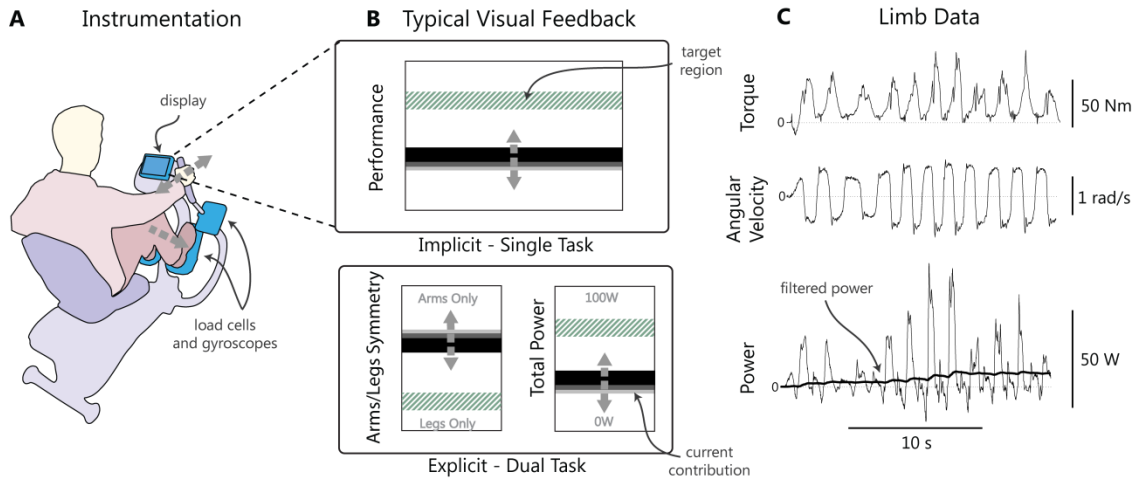 A Instrumentation
display
load cells
and gyroscopes
B Typical Visual Feedback
target
region
Performance
Implicit - Single Task
Arms/Legs Symmetry
Arms Only
Legs Only
Total Power
100W
0W
current
contribution
Explicit - Dual Task
C Limb Data
Torque
0
50 Nm
Angular
Velocity
0
1 rad/s
filtered power
Power
0
50 W
10 s